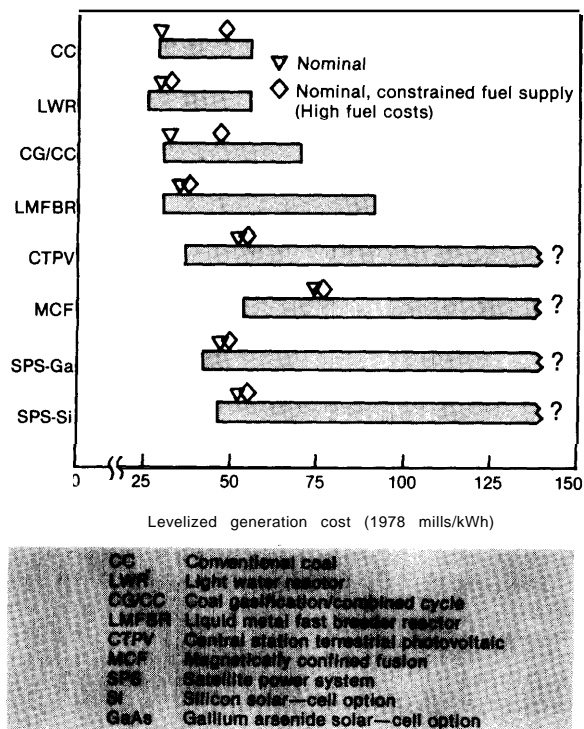 CC
▽ Nominal
◇ Nominal, constrained fuel supply
(High fuel costs)
LWR
CG/CC
LMFBR
CTPV ?
MCF ?
SPS-Ga ?
SPS-Si ?
0 25 50 75 100 125 150
Levelized generation cost (1978 mills/kWh)
CC Conventional coal
LWR Light water reactor
CG/CC Coal gasification/combined cycle
LMFBR Liquid metal fast breeder reactor
CTPV Central station terrestrial photovoltaic
MCF Magnetically confined fusion
SPS Satellite power system
SI Silicon solar—cell option
GaAs Gallium arsenide solar—cell option